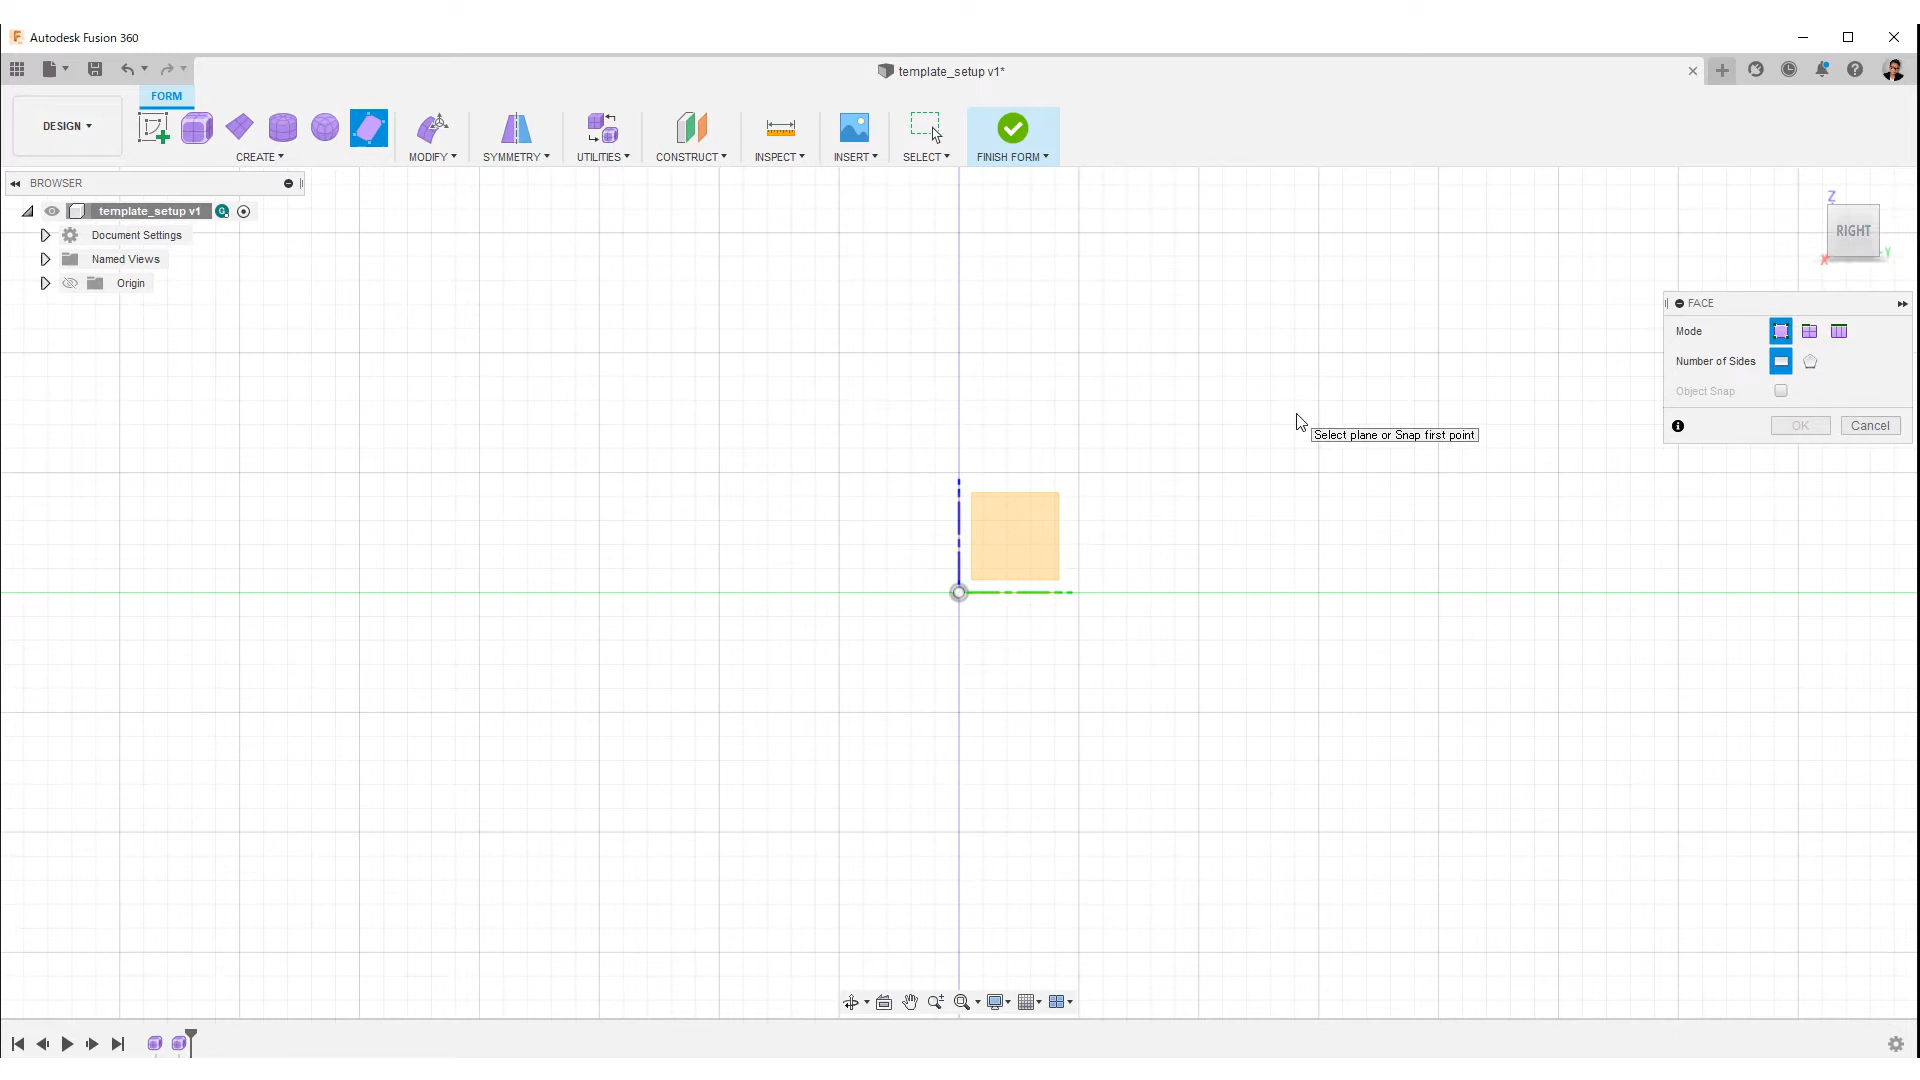 Autodesk Fusion 360
template_setup v1*
FORM
DESIGN
CREATE
MODIFY
SYMMETRY
UTILITIES
CONSTRUCT
INSPECT
INSERT
SELECT
FINISH FORM
BROWSER
template_setup v1
Document Settings
Named Views
Origin
Z
RIGHT
X
Y
FACE
Mode
Number of Sides
Object Snap
OK
Cancel
Select plane or Snap first point